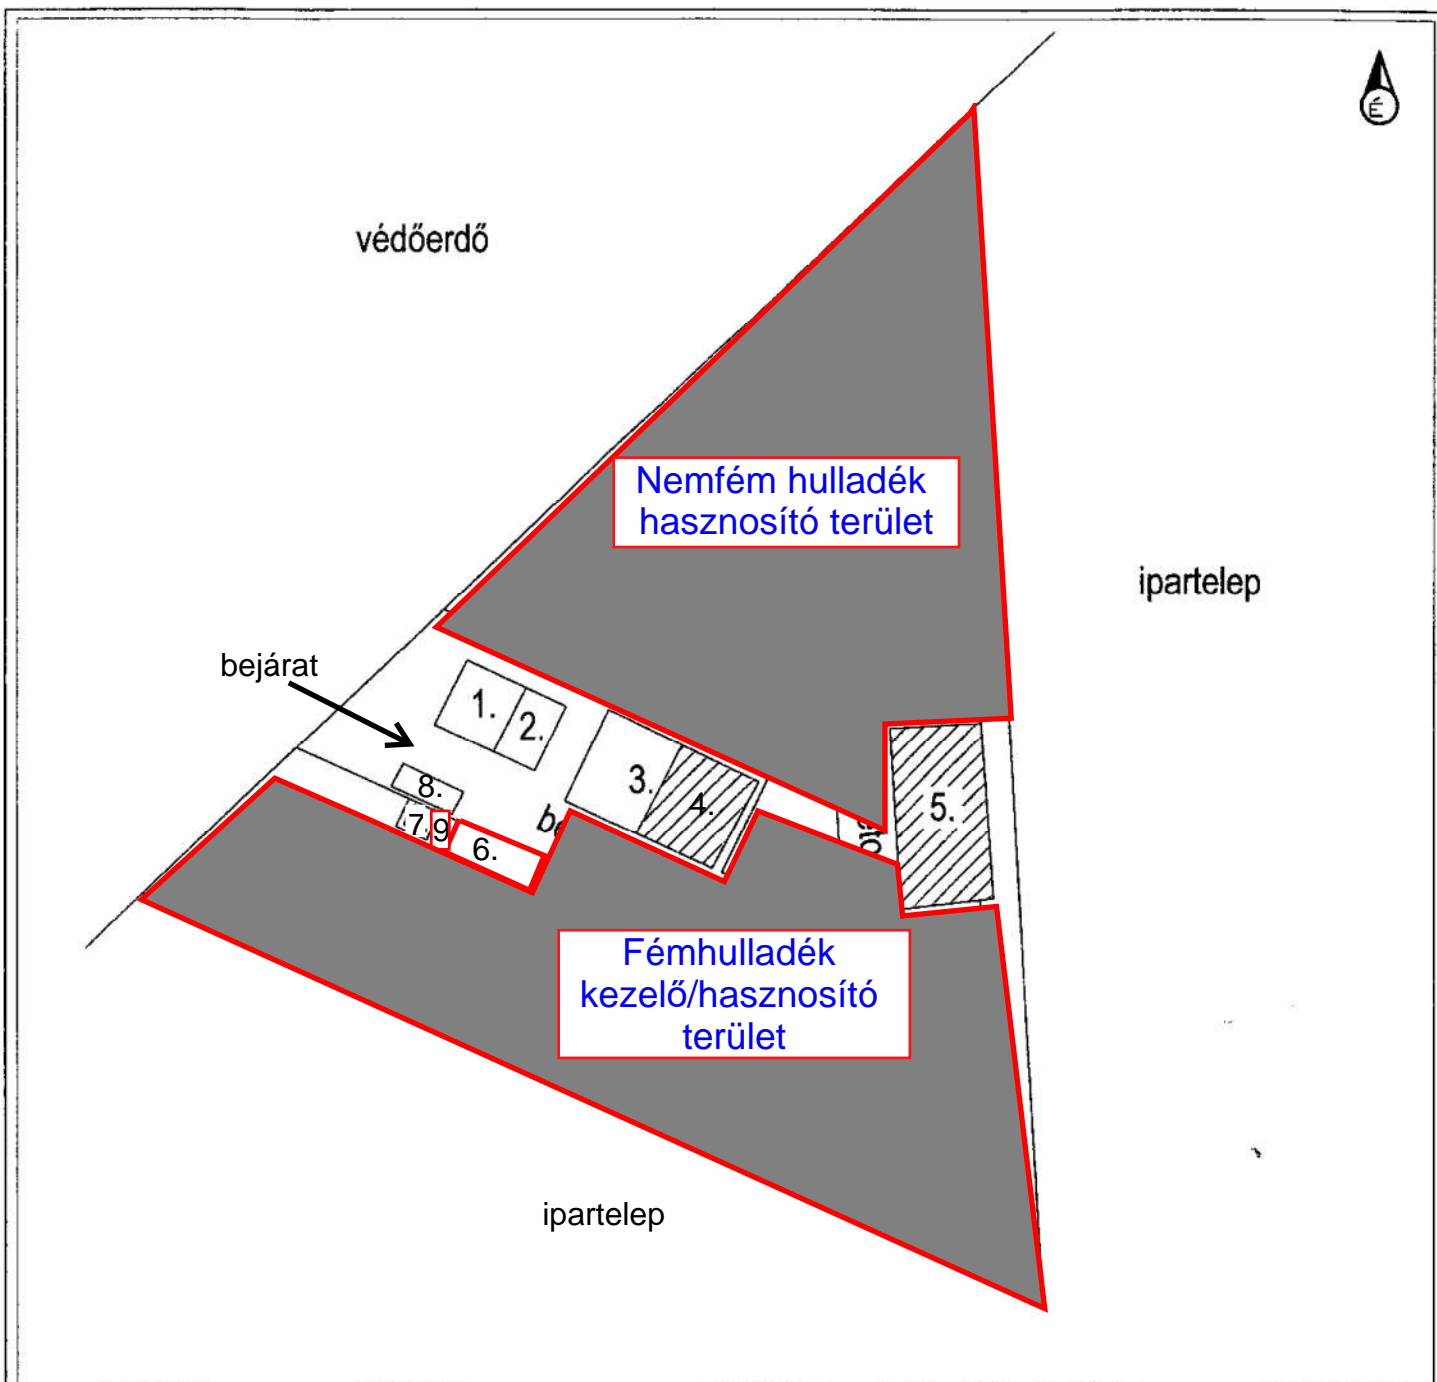 É
védőerdő
Nemfém hulladék
hasznosító terület
ipartelep
bejárat
1.
2.
3.
4.
5.
8.
7
9
6.
Fémhulladék
kezelő/hasznosító
terület
ipartelep